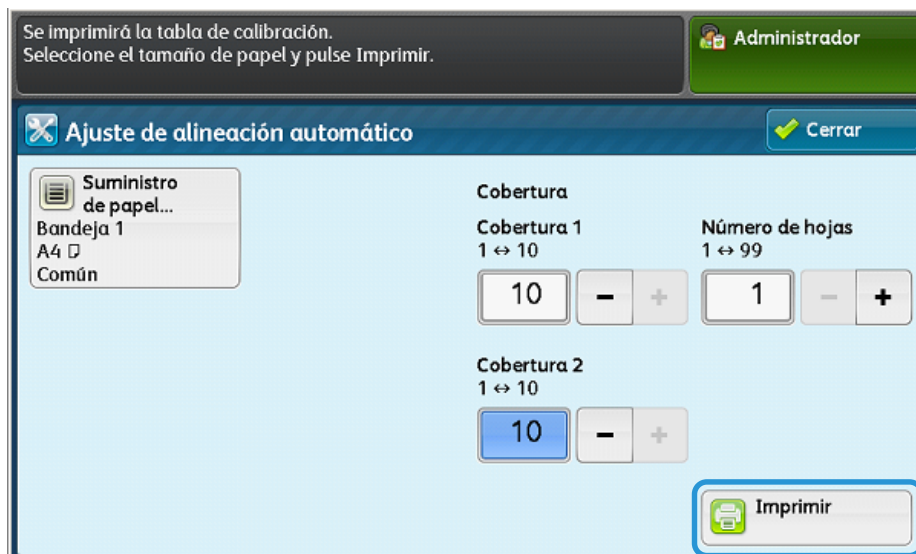 Se imprimirá la tabla de calibración.
Seleccione el tamaño de papel y pulse Imprimir.
Administrador
Ajuste de alineación automático
Cerrar
Suministro
de papel...
Bandeja 1
A4
Común
Cobertura
Cobertura 1
1 ↔ 10
10 − +
Número de hojas
1 ↔ 99
1 − +
Cobertura 2
1 ↔ 10
10 − +
Imprimir